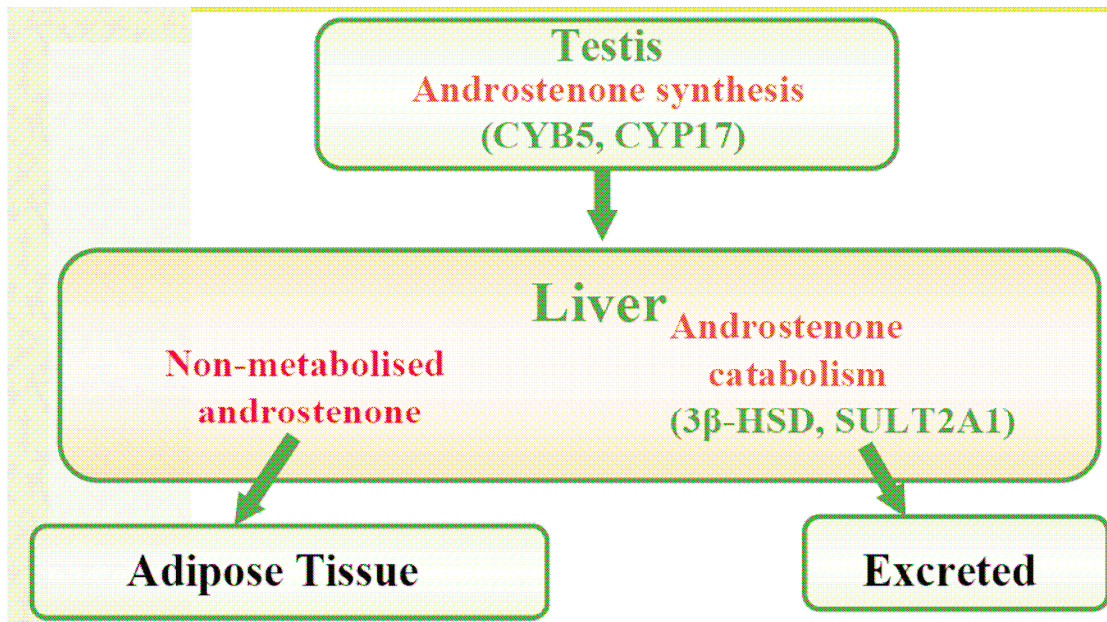 Testis
Androstenone synthesis
(CYB5, CYP17)
Liver
Androstenone
catabolism
(3β-HSD, SULT2A1)
Non-metabolised
androstenone
Adipose Tissue
Excreted